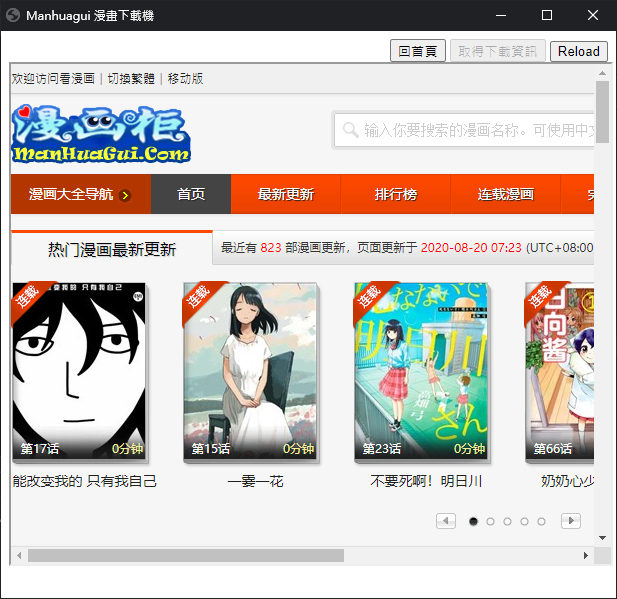 Manhuagui 漫畫下載機
回首頁 取得下載資訊 Reload
欢迎访问看漫画 | 切換繁體 | 移动版
漫画柜
ManHuaGui.Com
输入你要搜索的漫画名称。可使用中文
漫画大全导航 首页 最新更新 排行榜 连载漫画
热门漫画最新更新 最近有 823 部漫画更新，页面更新于 2020-08-20 07:23 (UTC+08:00
连载 连载 连载 连载
第17话 0分钟 第15话 0分钟 第23话 0分钟 第66话
能改变我的 只有我自己 一霎一花 不要死啊！明日川 奶奶心少